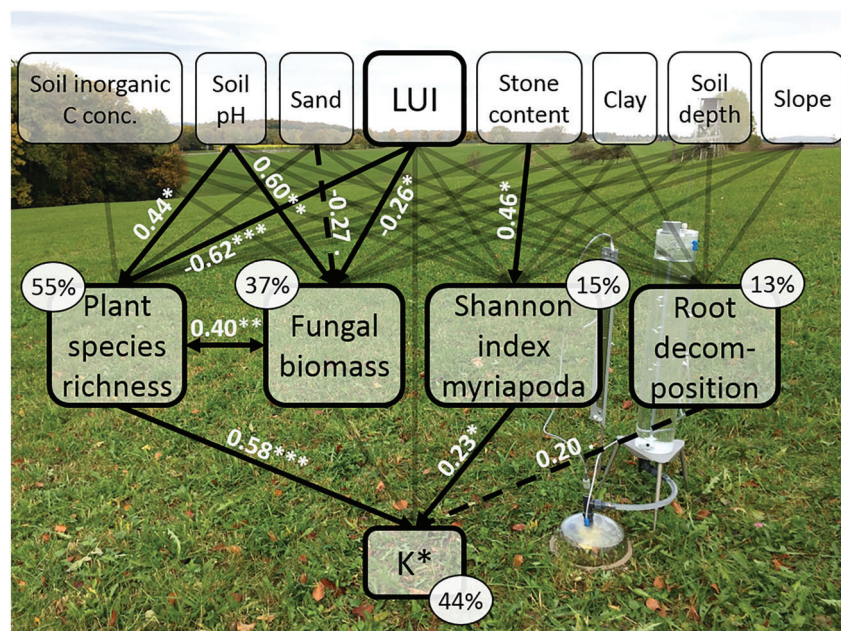 Soil inorganic
C conc.
Soil
pH
Sand
LUI
Stone
content
Clay
Soil
depth
Slope
0.44*
-0.62***
0.60**
-0.27 .
-0.26*
0.46*
55%
Plant
species
richness
0.40**
37%
Fungal
biomass
15%
Shannon
index
myriapoda
13%
Root
decom-
position
0.58***
0.23*
0.20 .
K*
44%